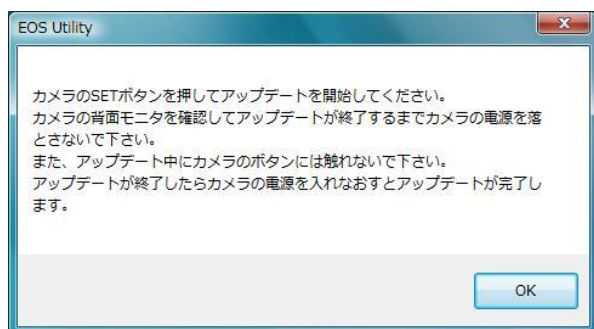 EOS Utility
カメラのSETボタンを押してアップデートを開始してください。
カメラの背面モニタを確認してアップデートが終了するまでカメラの電源を落
とさないで下さい。
また、アップデート中にカメラのボタンには触れないで下さい。
アップデートが終了したらカメラの電源を入れなおすとアップデートが完了し
ます。
OK